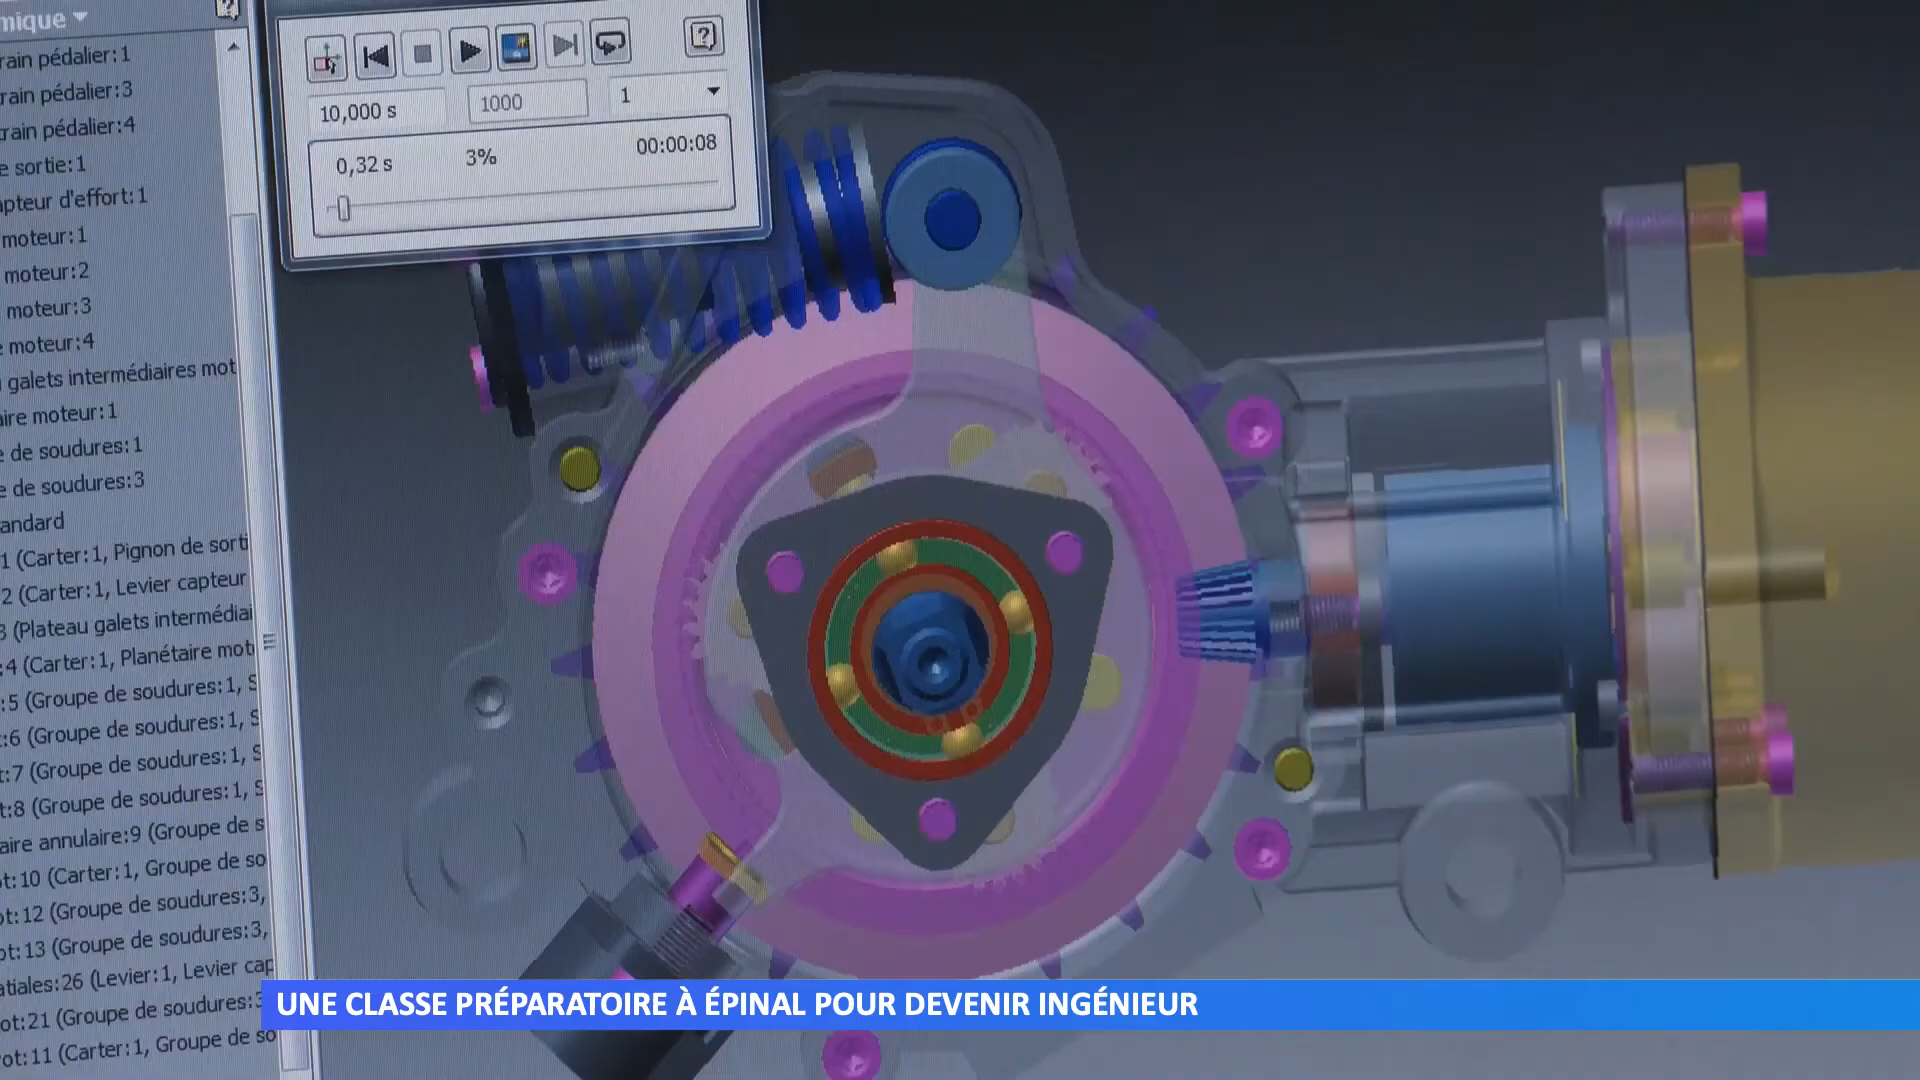 mique
rain pédalier:1
rain pédalier:3
rain pédalier:4
e sortie:1
apteur d'effort:1
moteur:1
moteur:2
moteur:3
e moteur:4
galets intermédiaires mot
aire moteur:1
e de soudures:1
e de soudures:3
andard
1 (Carter:1, Pignon de sorti
2 (Carter:1, Levier capteur
3 (Plateau galets intermédiai
:4 (Carter:1, Planétaire mot
:5 (Groupe de soudures:1, S
:6 (Groupe de soudures:1, S
t:7 (Groupe de soudures:1, S
t:8 (Groupe de soudures:1, S
aire annulaire:9 (Groupe de s
ot:10 (Carter:1, Groupe de so
ot:12 (Groupe de soudures:3,
ot:13 (Groupe de soudures:3,
atiales:26 (Levier:1, Levier cap
ot:21 (Groupe de soudures:3
ot:11 (Carter:1, Groupe de so
10,000 s 1000 1
0,32 s 3% 00:00:08
UNE CLASSE PRÉPARATOIRE À ÉPINAL POUR DEVENIR INGÉNIEUR